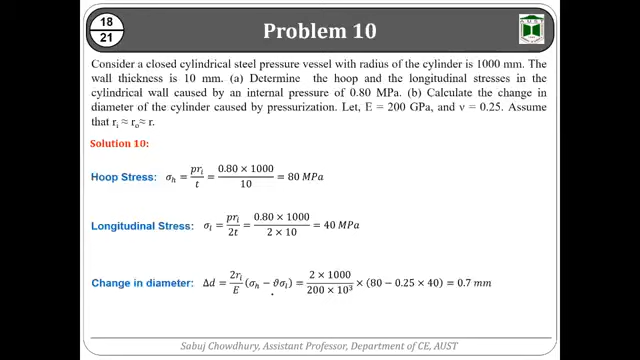 18
21
Problem 10
Consider a closed cylindrical steel pressure vessel with radius of the cylinder is 1000 mm. The
wall thickness is 10 mm. (a) Determine the hoop and the longitudinal stresses in the
cylindrical wall caused by an internal pressure of 0.80 MPa. (b) Calculate the change in
diameter of the cylinder caused by pressurization. Let, E = 200 GPa, and ν = 0.25. Assume
that rᵢ ≈ rₒ≈ r.
Solution 10:
Hoop Stress: σₕ = prᵢ/t = 0.80 × 1000/10 = 80 MPa
Longitudinal Stress: σₗ = prᵢ/2t = 0.80 × 1000/2 × 10 = 40 MPa
Change in diameter: Δd = 2rᵢ/E (σₕ − ϑσₗ) = 2 × 1000/200 × 10³ × (80 − 0.25 × 40) = 0.7 mm
Sabuj Chowdhury, Assistant Professor, Department of CE, AUST